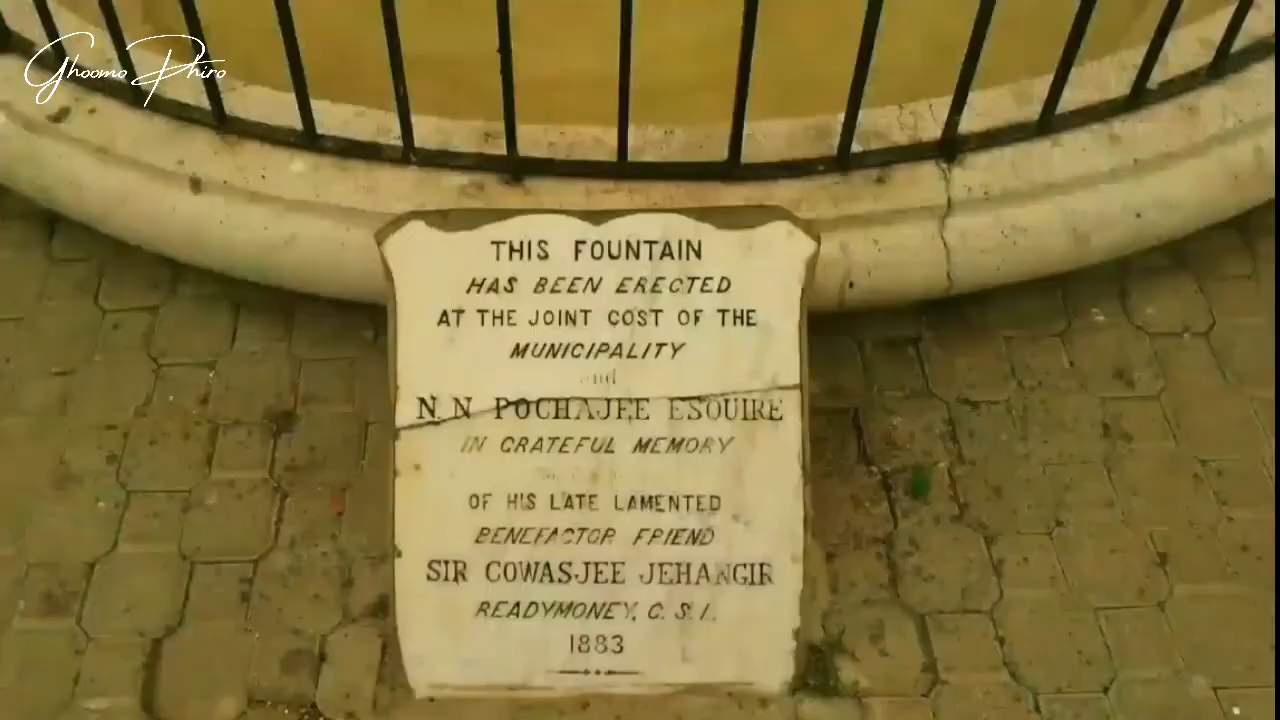 Ghoomo Phiro
THIS FOUNTAIN
HAS BEEN ERECTED
AT THE JOINT COST OF THE
MUNICIPALITY
and
N. N. POCHAJEE ESQUIRE
IN GRATEFUL MEMORY
OF HIS LATE LAMENTED
BENEFACTOR FRIEND
SIR COWASJEE JEHANGIR
READYMONEY, C. S. I.
1883